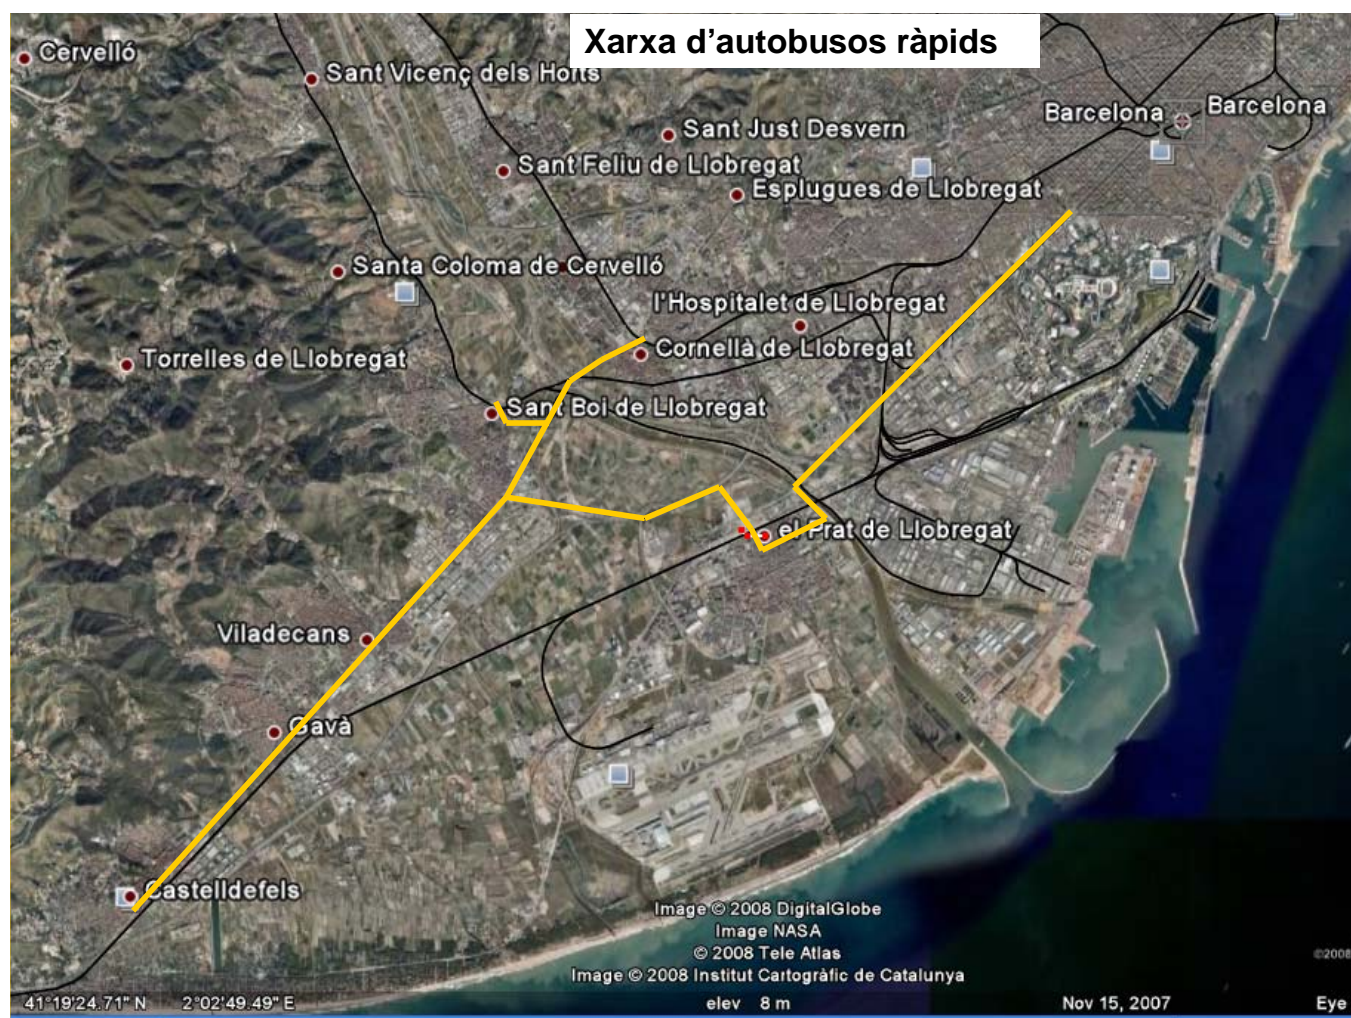 Xarxa d’autobusos ràpids
Cervelló
Sant Vicenç dels Horts
Barcelona
Barcelona
Sant Just Desvern
Sant Feliu de Llobregat
Esplugues de Llobregat
Santa Coloma de Cervelló
l'Hospitalet de Llobregat
Cornellà de Llobregat
Torrelles de Llobregat
Sant Boi de Llobregat
el Prat de Llobregat
Viladecans
Gavà
Castelldefels
Image © 2008 DigitalGlobe
Image NASA
© 2008 Tele Atlas
Image © 2008 Institut Cartogràfic de Catalunya
©2008
41°19'24.71" N 2°02'49.49" E elev 8 m Nov 15, 2007 Eye